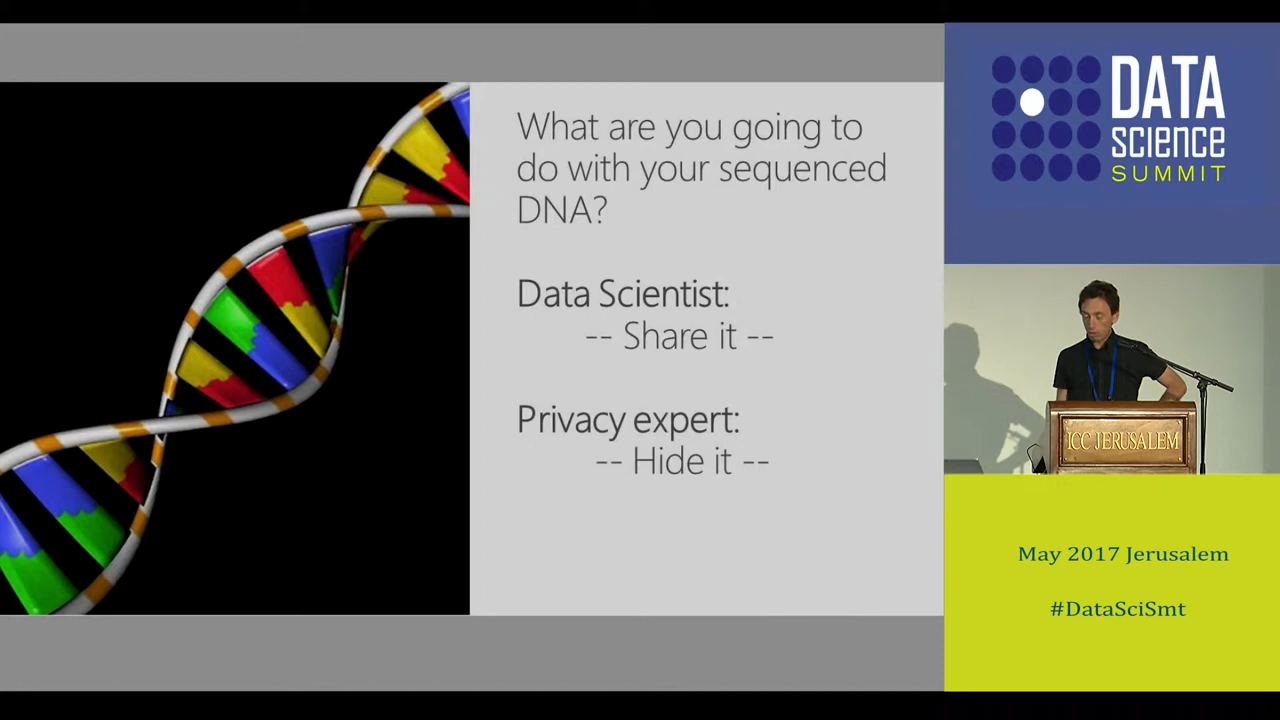 What are you going to
do with your sequenced
DNA?
Data Scientist:
-- Share it --
Privacy expert:
-- Hide it --
DATA
science
SUMMIT
ICC JERUSALEM
May 2017 Jerusalem
#DataSciSmt